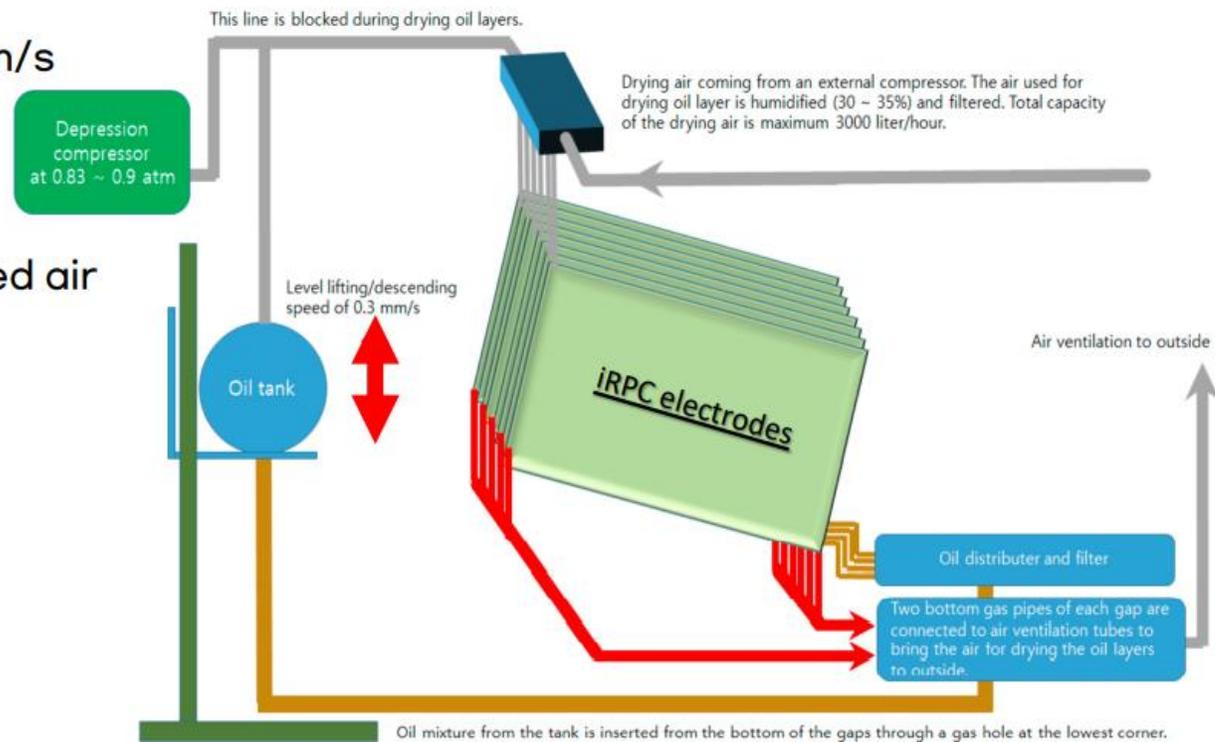 This line is blocked during drying oil layers.
m/s
Depression
compressor
at 0.83 ~ 0.9 atm
Drying air coming from an external compressor. The air used for
drying oil layer is humidified (30 ~ 35%) and filtered. Total capacity
of the drying air is maximum 3000 liter/hour.
ed air
Level lifting/descending
speed of 0.3 mm/s
Oil tank
iRPC electrodes
Air ventilation to outside
Oil distributer and filter
Two bottom gas pipes of each gap are
connected to air ventilation tubes to
bring the air for drying the oil layers
to outside.
Oil mixture from the tank is inserted from the bottom of the gaps through a gas hole at the lowest corner.